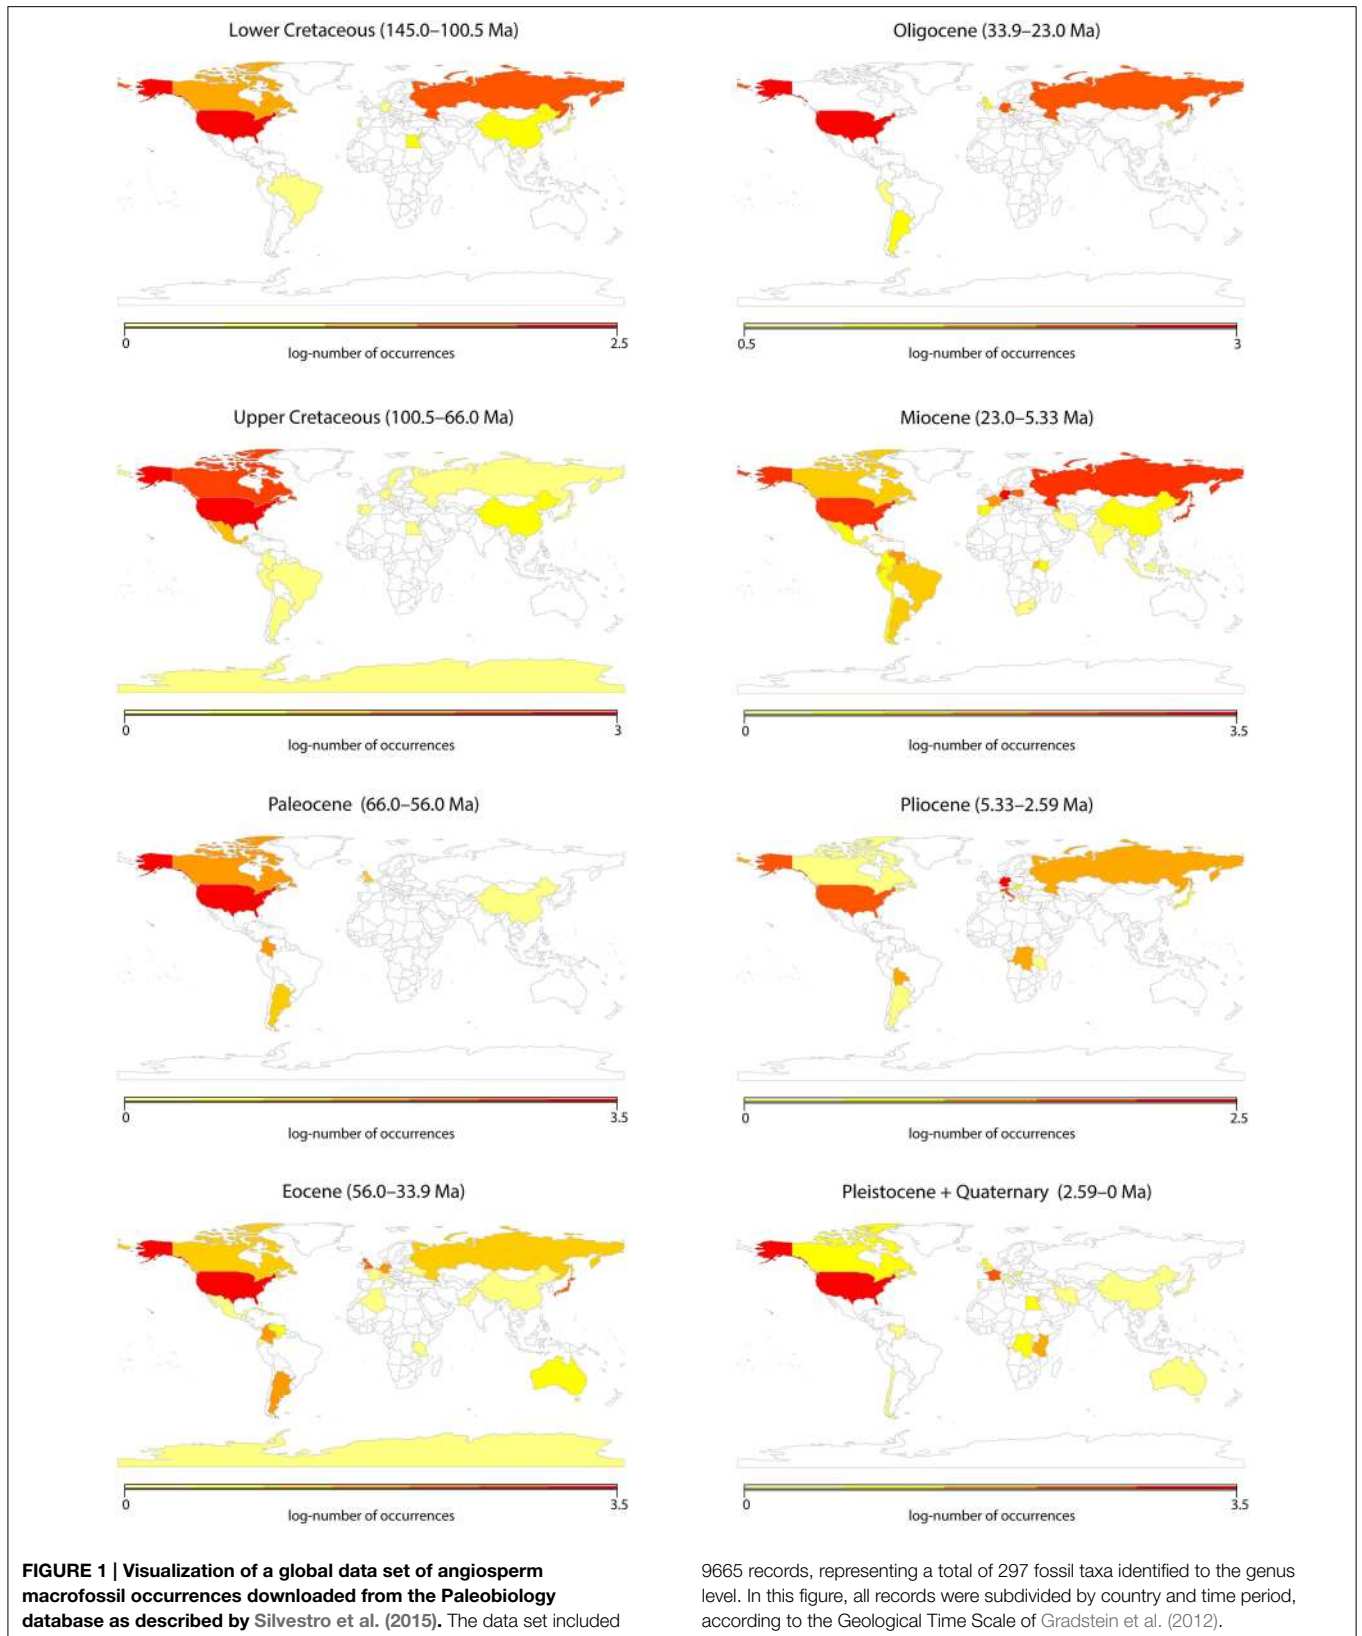 Lower Cretaceous (145.0–100.5 Ma)
0
2.5
log-number of occurrences
Upper Cretaceous (100.5–66.0 Ma)
0
3
log-number of occurrences
Paleocene (66.0–56.0 Ma)
0
3.5
log-number of occurrences
Eocene (56.0–33.9 Ma)
0
3.5
log-number of occurrences
Oligocene (33.9–23.0 Ma)
0.5
3
log-number of occurrences
Miocene (23.0–5.33 Ma)
0
3.5
log-number of occurrences
Pliocene (5.33–2.59 Ma)
0
2.5
log-number of occurrences
Pleistocene + Quaternary (2.59–0 Ma)
0
3.5
log-number of occurrences
FIGURE 1 | Visualization of a global data set of angiosperm
macrofossil occurrences downloaded from the Paleobiology
database as described by Silvestro et al. (2015). The data set included
9665 records, representing a total of 297 fossil taxa identified to the genus
level. In this figure, all records were subdivided by country and time period,
according to the Geological Time Scale of Gradstein et al. (2012).